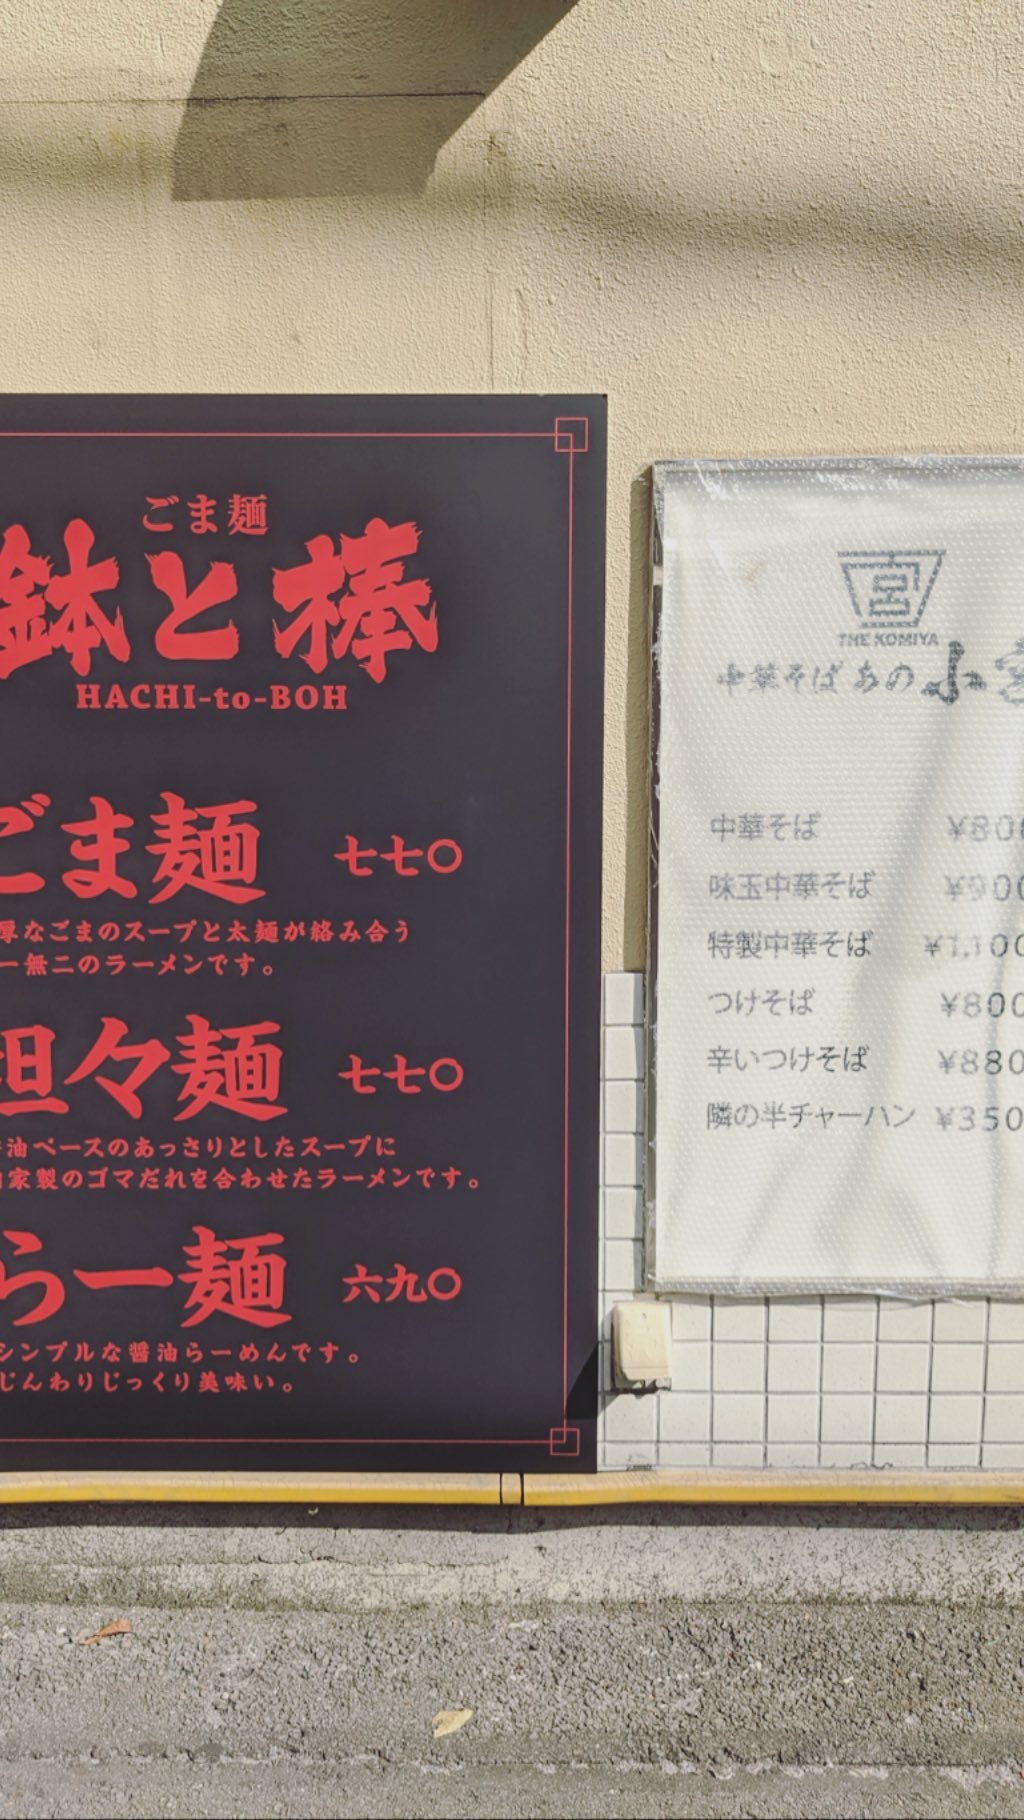 ごま麺
鉢と棒
HACHI-to-BOH
ごま麺 七七〇
厚なごまのスープと太麺が絡み合う
一無二のラーメンです。
担々麺 七七〇
油ベースのあっさりとしたスープに
家製のゴマだれを合わせたラーメンです。
らー麺 六九〇
シンプルな醤油らーめんです。
じんわりじっくり美味い。
宮
THE KOMIYA
中華そば あの小宮
中華そば ¥800
味玉中華そば ¥900
特製中華そば ¥1,100
つけそば ¥800
辛いつけそば ¥880
隣の半チャーハン ¥350